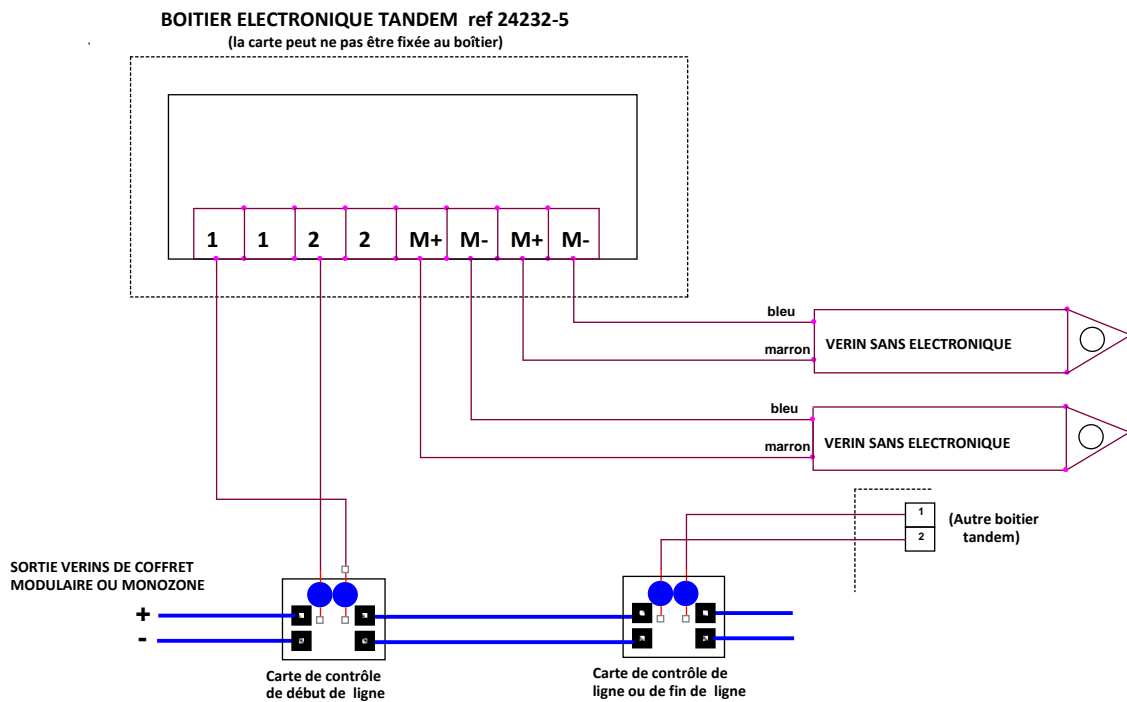 BOITIER ELECTRONIQUE TANDEM ref 24232-5
(la carte peut ne pas être fixée au boîtier)
1 1 2 2 M+ M- M+ M-
bleu
VERIN SANS ELECTRONIQUE
marron
bleu
VERIN SANS ELECTRONIQUE
marron
1
2
(Autre boitier
tandem)
SORTIE VERINS DE COFFRET
MODULAIRE OU MONOZONE
+
-
Carte de contrôle
de début de ligne
Carte de contrôle de
ligne ou de fin de ligne